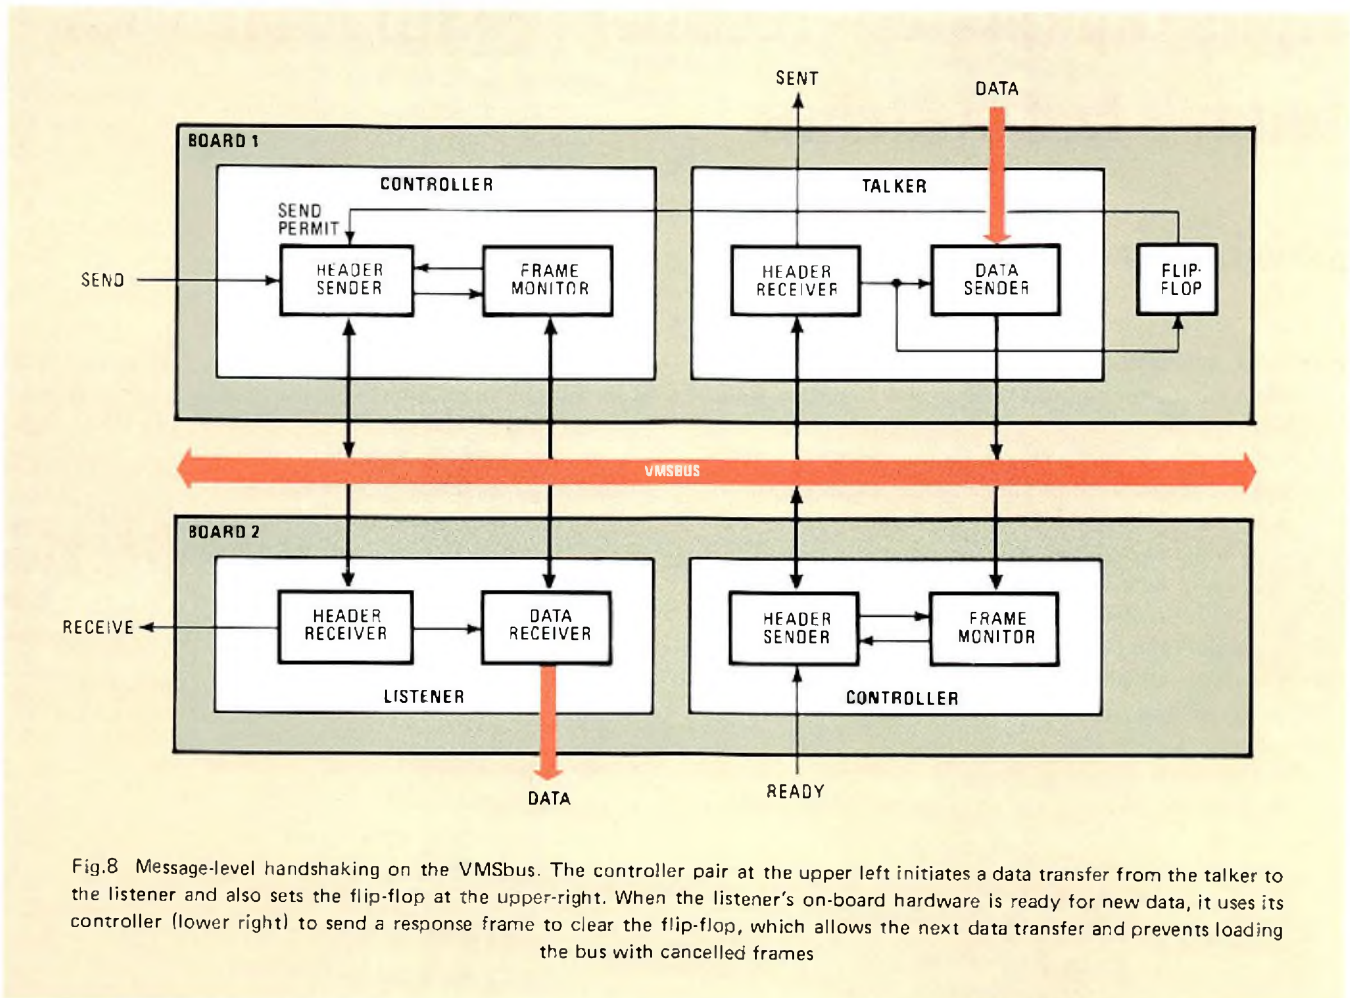 SENT
DATA
BOARD 1
CONTROLLER
TALKER
SEND
PERMIT
SEND
HEADER
SENDER
FRAME
MONITOR
HEADER
RECEIVER
DATA
SENDER
FLIP-
FLOP
VMSBUS
BOARD 2
RECEIVE
HEADER
RECEIVER
DATA
RECEIVER
HEADER
SENDER
FRAME
MONITOR
LISTENER
CONTROLLER
DATA
READY
Fig.8 Message-level handshaking on the VMSbus. The controller pair at the upper left initiates a data transfer from the talker to
the listener and also sets the flip-flop at the upper-right. When the listener's on-board hardware is ready for new data, it uses its
controller (lower right) to send a response frame to clear the flip-flop, which allows the next data transfer and prevents loading
the bus with cancelled frames